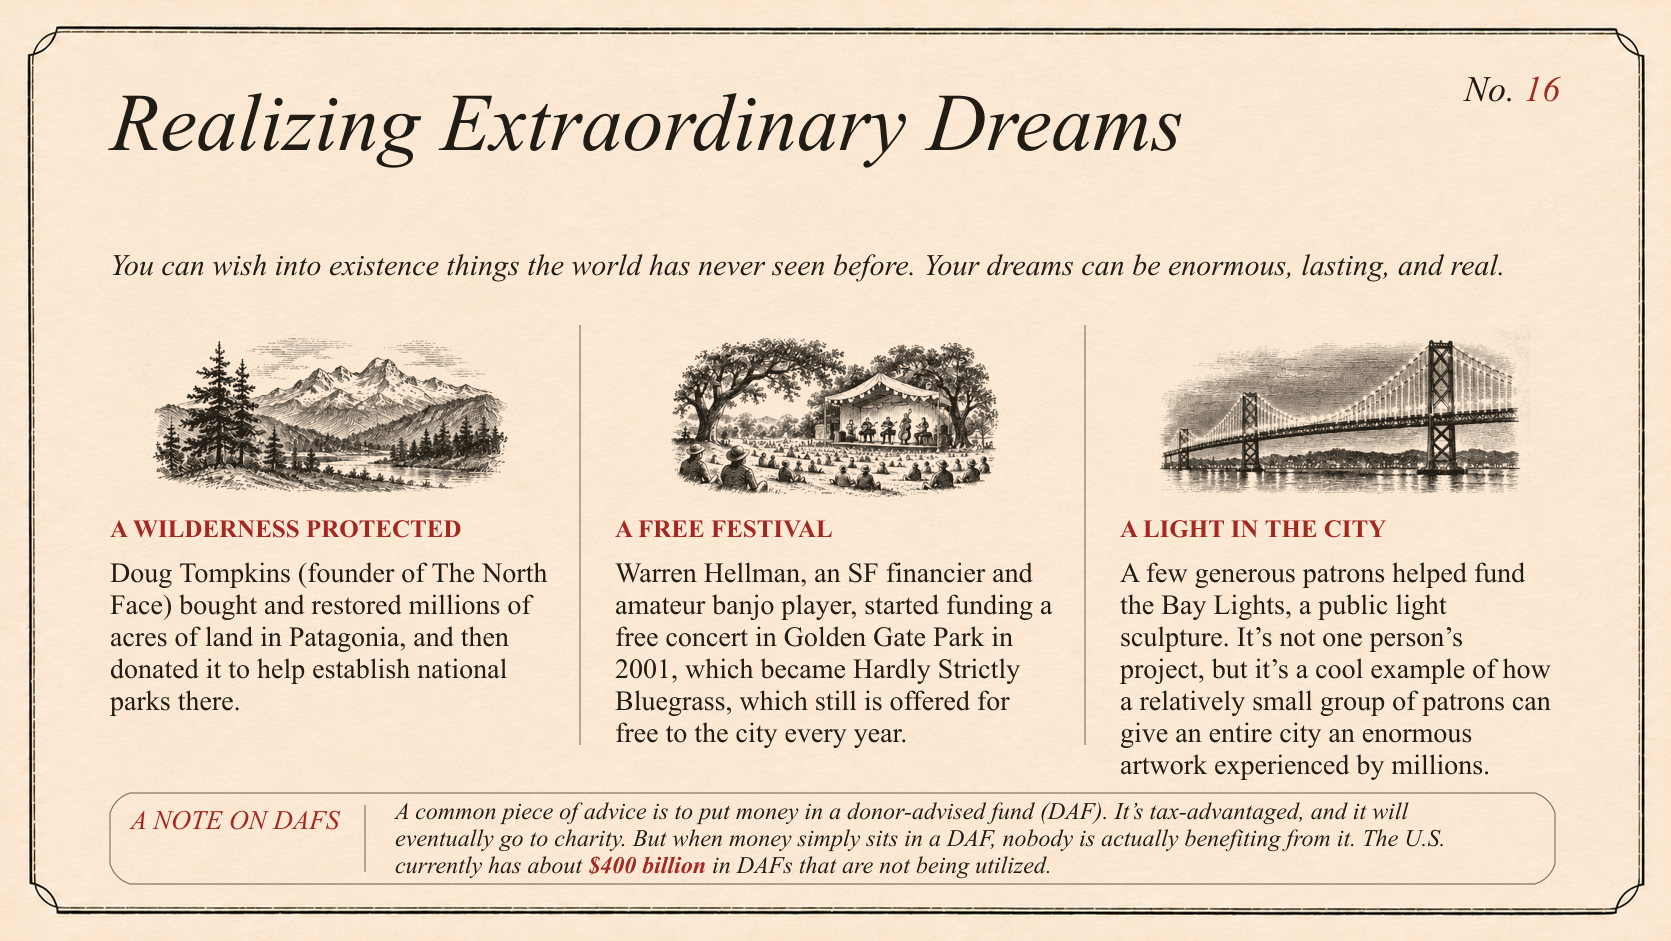 Realizing Extraordinary Dreams
No. 16
You can wish into existence things the world has never seen before. Your dreams can be enormous, lasting, and real.
A WILDERNESS PROTECTED
Doug Tompkins (founder of The North
Face) bought and restored millions of
acres of land in Patagonia, and then
donated it to help establish national
parks there.
A FREE FESTIVAL
Warren Hellman, an SF financier and
amateur banjo player, started funding a
free concert in Golden Gate Park in
2001, which became Hardly Strictly
Bluegrass, which still is offered for
free to the city every year.
A LIGHT IN THE CITY
A few generous patrons helped fund
the Bay Lights, a public light
sculpture. It’s not one person’s
project, but it’s a cool example of how
a relatively small group of patrons can
give an entire city an enormous
artwork experienced by millions.
A NOTE ON DAFS
A common piece of advice is to put money in a donor-advised fund (DAF). It’s tax-advantaged, and it will
eventually go to charity. But when money simply sits in a DAF, nobody is actually benefiting from it. The U.S.
currently has about $400 billion in DAFs that are not being utilized.